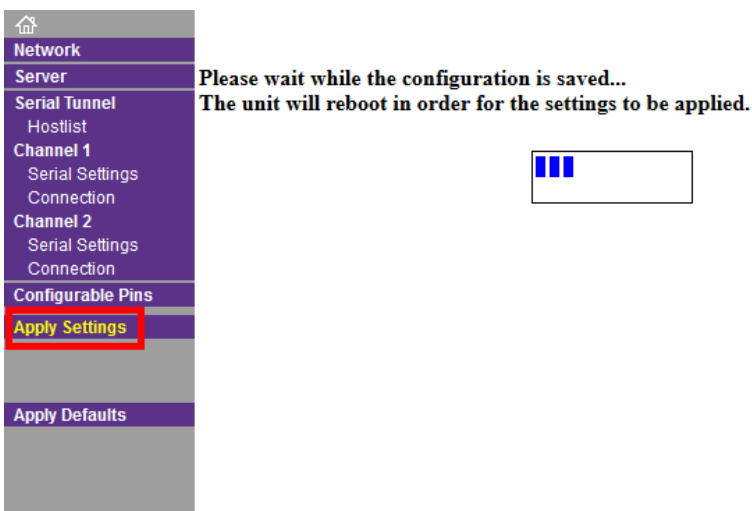 Network
Server
Serial Tunnel
Hostlist
Channel 1
Serial Settings
Connection
Channel 2
Serial Settings
Connection
Configurable Pins
Apply Settings
Apply Defaults
Please wait while the configuration is saved...
The unit will reboot in order for the settings to be applied.